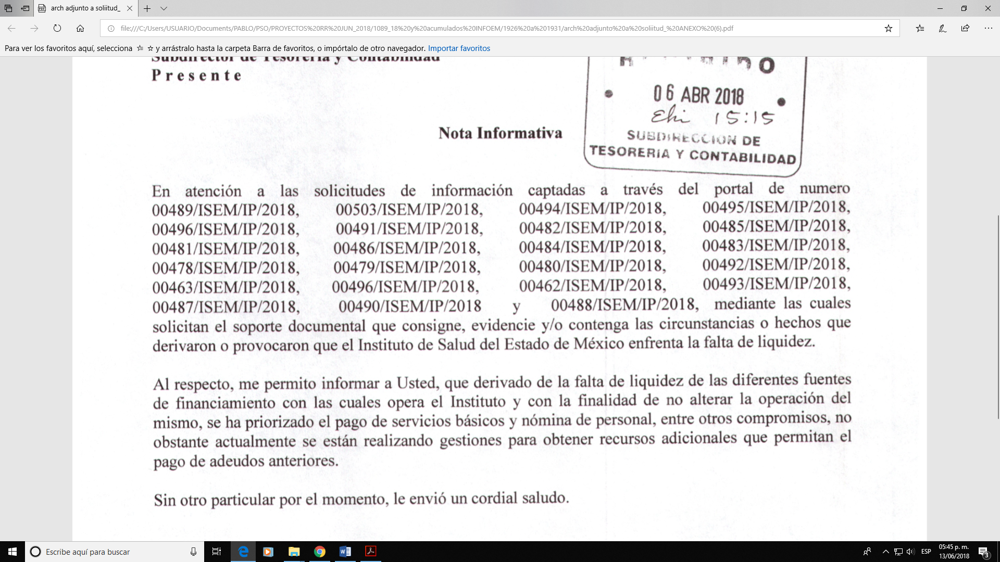 arch adjunto a soliitud_
file:///C:/Users/USUARIO/Documents/PABLO/PSO/PROYECTOS%20RR%20JUN_2018/1089_18%20y%20acumulados%20INFOEM/1926%20a%201931/arch%20adjunto%20a%20soliitud_%20ANEXO%20(6).pdf
Para ver los favoritos aquí, selecciona y arrástralo hasta la carpeta Barra de favoritos, o impórtalo de otro navegador. Importar favoritos
Subdirector de Tesorería y Contabilidad
Presente
06 ABR 2018
15:15
SUBDIRECCION DE
TESORERIA Y CONTABILIDAD
Nota Informativa
En atención a las solicitudes de información captadas a través del portal de numero
00489/ISEM/IP/2018, 00503/ISEM/IP/2018, 00494/ISEM/IP/2018, 00495/ISEM/IP/2018,
00496/ISEM/IP/2018, 00491/ISEM/IP/2018, 00482/ISEM/IP/2018, 00485/ISEM/IP/2018,
00481/ISEM/IP/2018, 00486/ISEM/IP/2018, 00484/ISEM/IP/2018, 00483/ISEM/IP/2018,
00478/ISEM/IP/2018, 00479/ISEM/IP/2018, 00480/ISEM/IP/2018, 00492/ISEM/IP/2018,
00463/ISEM/IP/2018, 00496/ISEM/IP/2018, 00462/ISEM/IP/2018, 00493/ISEM/IP/2018,
00487/ISEM/IP/2018, 00490/ISEM/IP/2018 y 00488/ISEM/IP/2018, mediante las cuales
solicitan el soporte documental que consigne, evidencie y/o contenga las circunstancias o hechos que
derivaron o provocaron que el Instituto de Salud del Estado de México enfrenta la falta de liquidez.
Al respecto, me permito informar a Usted, que derivado de la falta de liquidez de las diferentes fuentes
de financiamiento con las cuales opera el Instituto y con la finalidad de no alterar la operación del
mismo, se ha priorizado el pago de servicios básicos y nómina de personal, entre otros compromisos, no
obstante actualmente se están realizando gestiones para obtener recursos adicionales que permitan el
pago de adeudos anteriores.
Sin otro particular por el momento, le envió un cordial saludo.
Escribe aquí para buscar
ESP
05:45 p. m.
13/06/2018
3